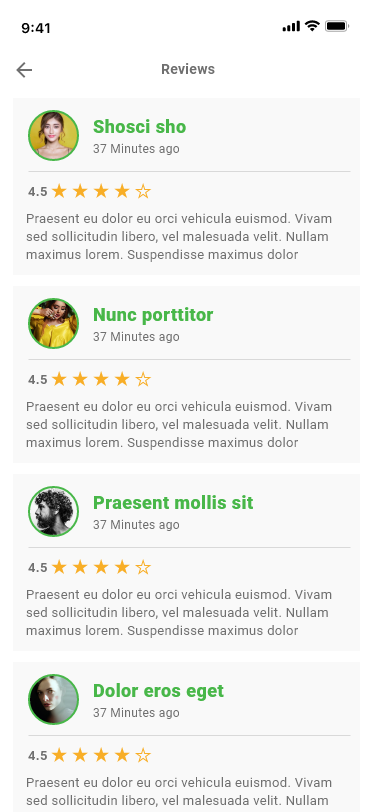 9:41
Reviews
Shosci sho
37 Minutes ago
4.5
Praesent eu dolor eu orci vehicula euismod. Vivam
sed sollicitudin libero, vel malesuada velit. Nullam
maximus lorem. Suspendisse maximus dolor
Nunc porttitor
37 Minutes ago
4.5
Praesent eu dolor eu orci vehicula euismod. Vivam
sed sollicitudin libero, vel malesuada velit. Nullam
maximus lorem. Suspendisse maximus dolor
Praesent mollis sit
37 Minutes ago
4.5
Praesent eu dolor eu orci vehicula euismod. Vivam
sed sollicitudin libero, vel malesuada velit. Nullam
maximus lorem. Suspendisse maximus dolor
Dolor eros eget
37 Minutes ago
4.5
Praesent eu dolor eu orci vehicula euismod. Vivam
sed sollicitudin libero, vel malesuada velit. Nullam